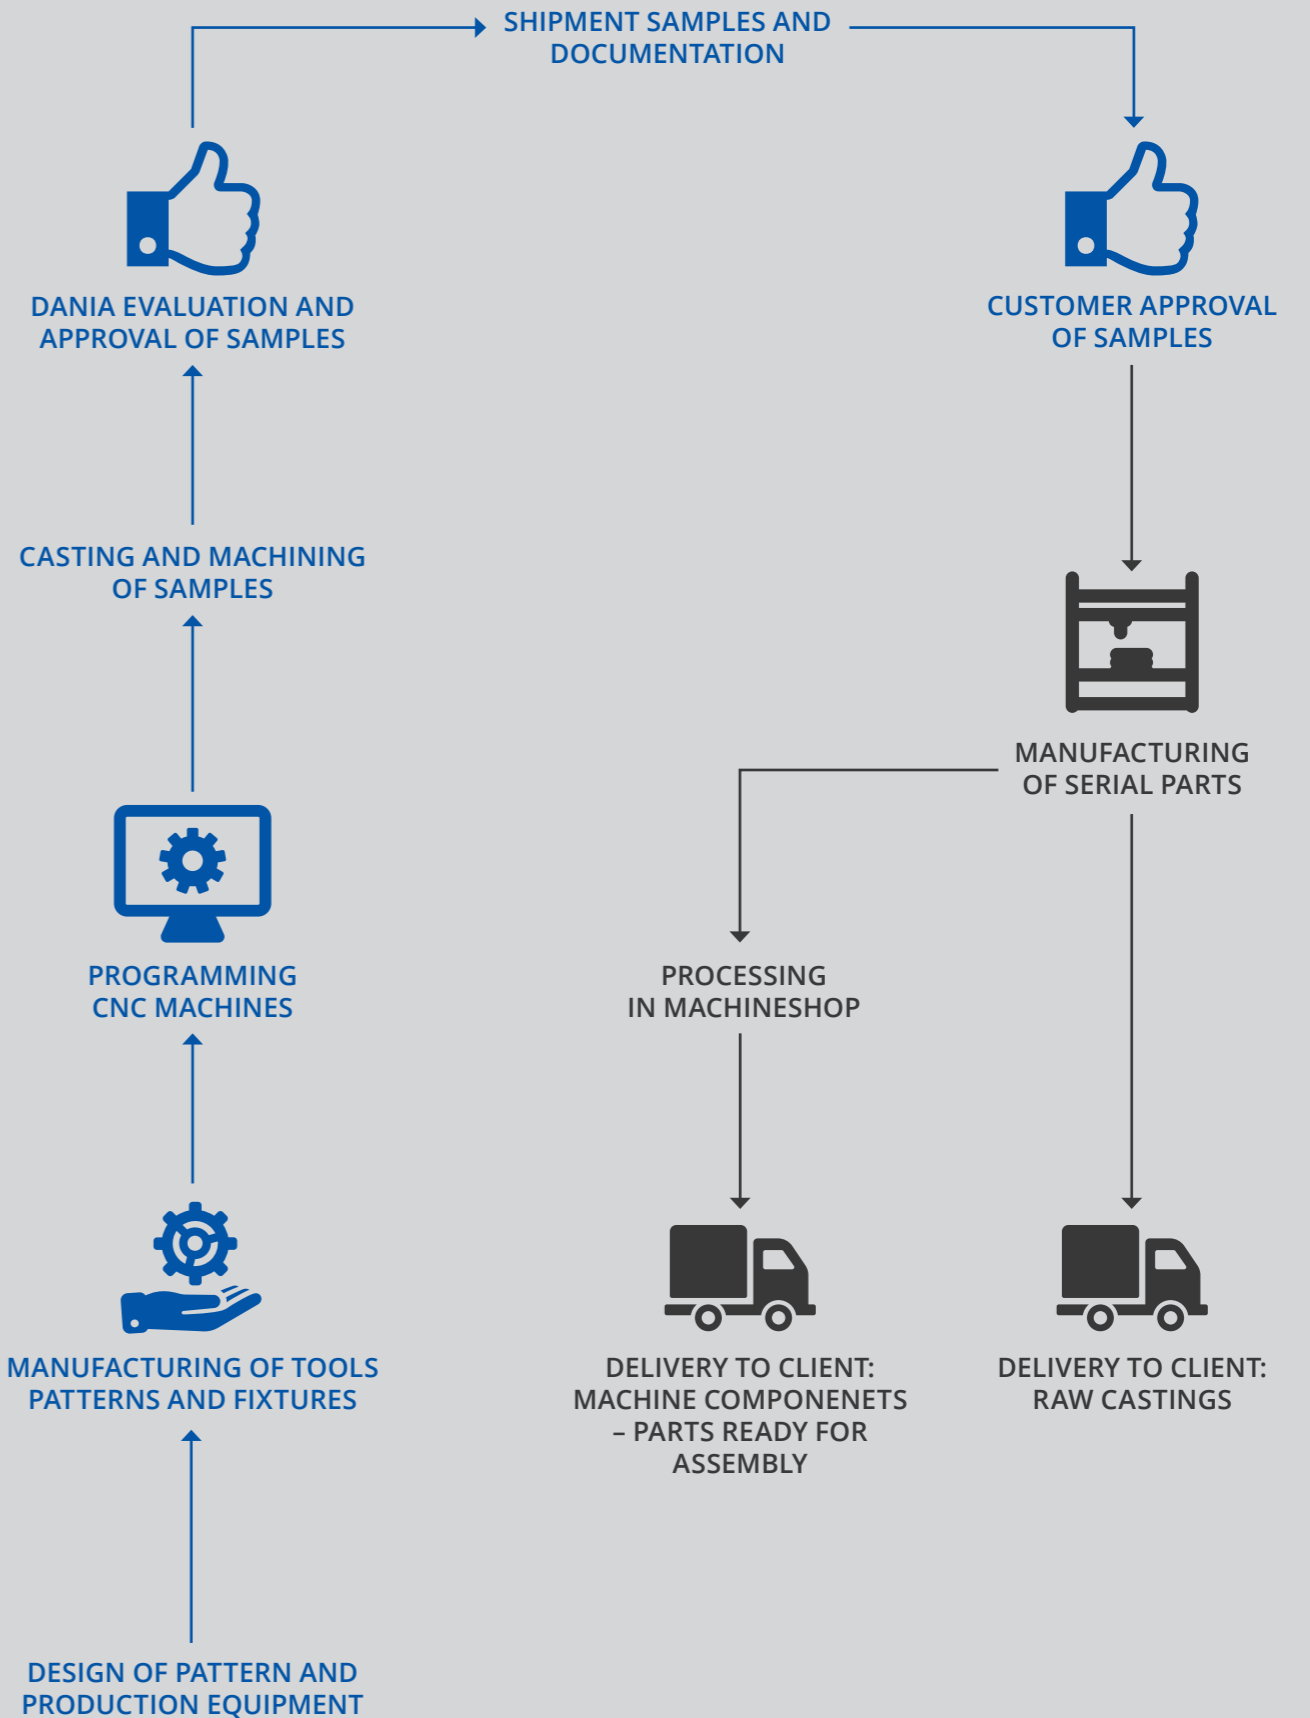 SHIPMENT SAMPLES AND
DOCUMENTATION
DANIA EVALUATION AND
APPROVAL OF SAMPLES
CUSTOMER APPROVAL
OF SAMPLES
CASTING AND MACHINING
OF SAMPLES
MANUFACTURING
OF SERIAL PARTS
PROGRAMMING
CNC MACHINES
PROCESSING
IN MACHINESHOP
MANUFACTURING OF TOOLS
PATTERNS AND FIXTURES
DELIVERY TO CLIENT:
MACHINE COMPONENETS
– PARTS READY FOR
ASSEMBLY
DELIVERY TO CLIENT:
RAW CASTINGS
DESIGN OF PATTERN AND
PRODUCTION EQUIPMENT